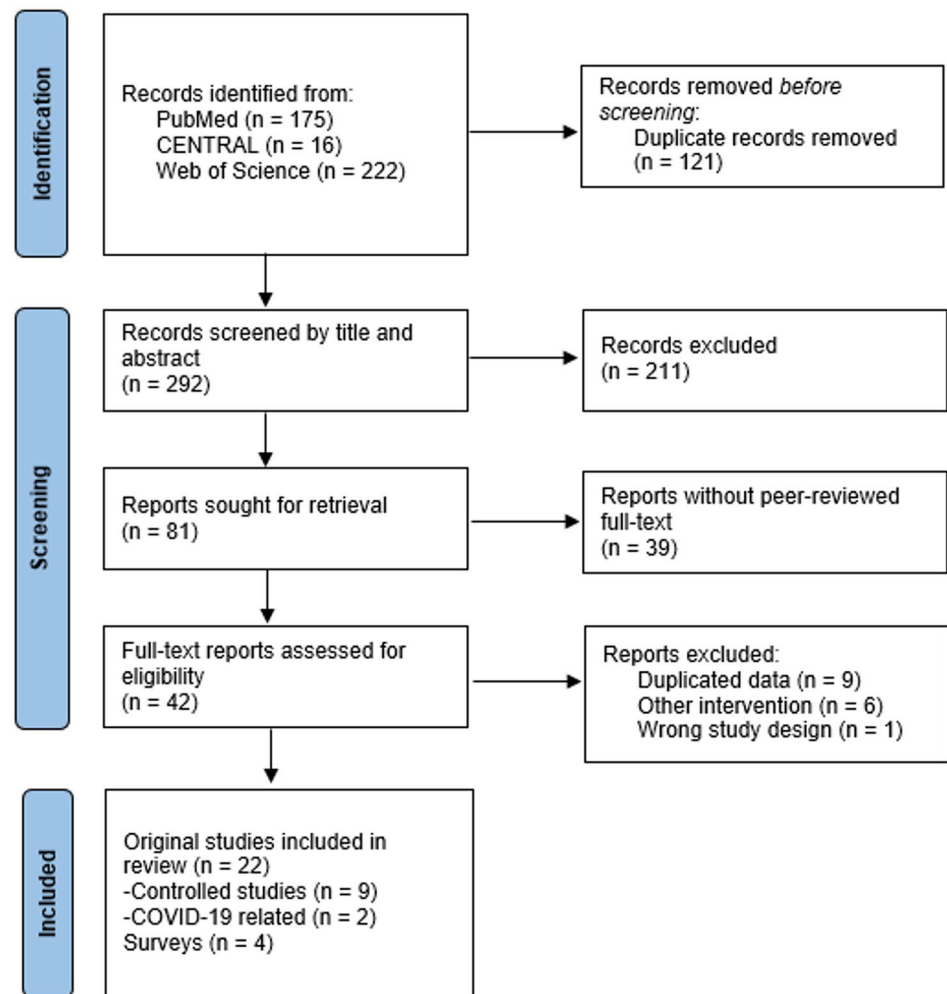 Identification
Records identified from:
PubMed (n = 175)
CENTRAL (n = 16)
Web of Science (n = 222)
Records removed before
screening:
Duplicate records removed
(n = 121)
Screening
Records screened by title and
abstract
(n = 292)
Records excluded
(n = 211)
Reports sought for retrieval
(n = 81)
Reports without peer-reviewed
full-text
(n = 39)
Full-text reports assessed for
eligibility
(n = 42)
Reports excluded:
Duplicated data (n = 9)
Other intervention (n = 6)
Wrong study design (n = 1)
Included
Original studies included in
review (n = 22)
-Controlled studies (n = 9)
-COVID-19 related (n = 2)
Surveys (n = 4)